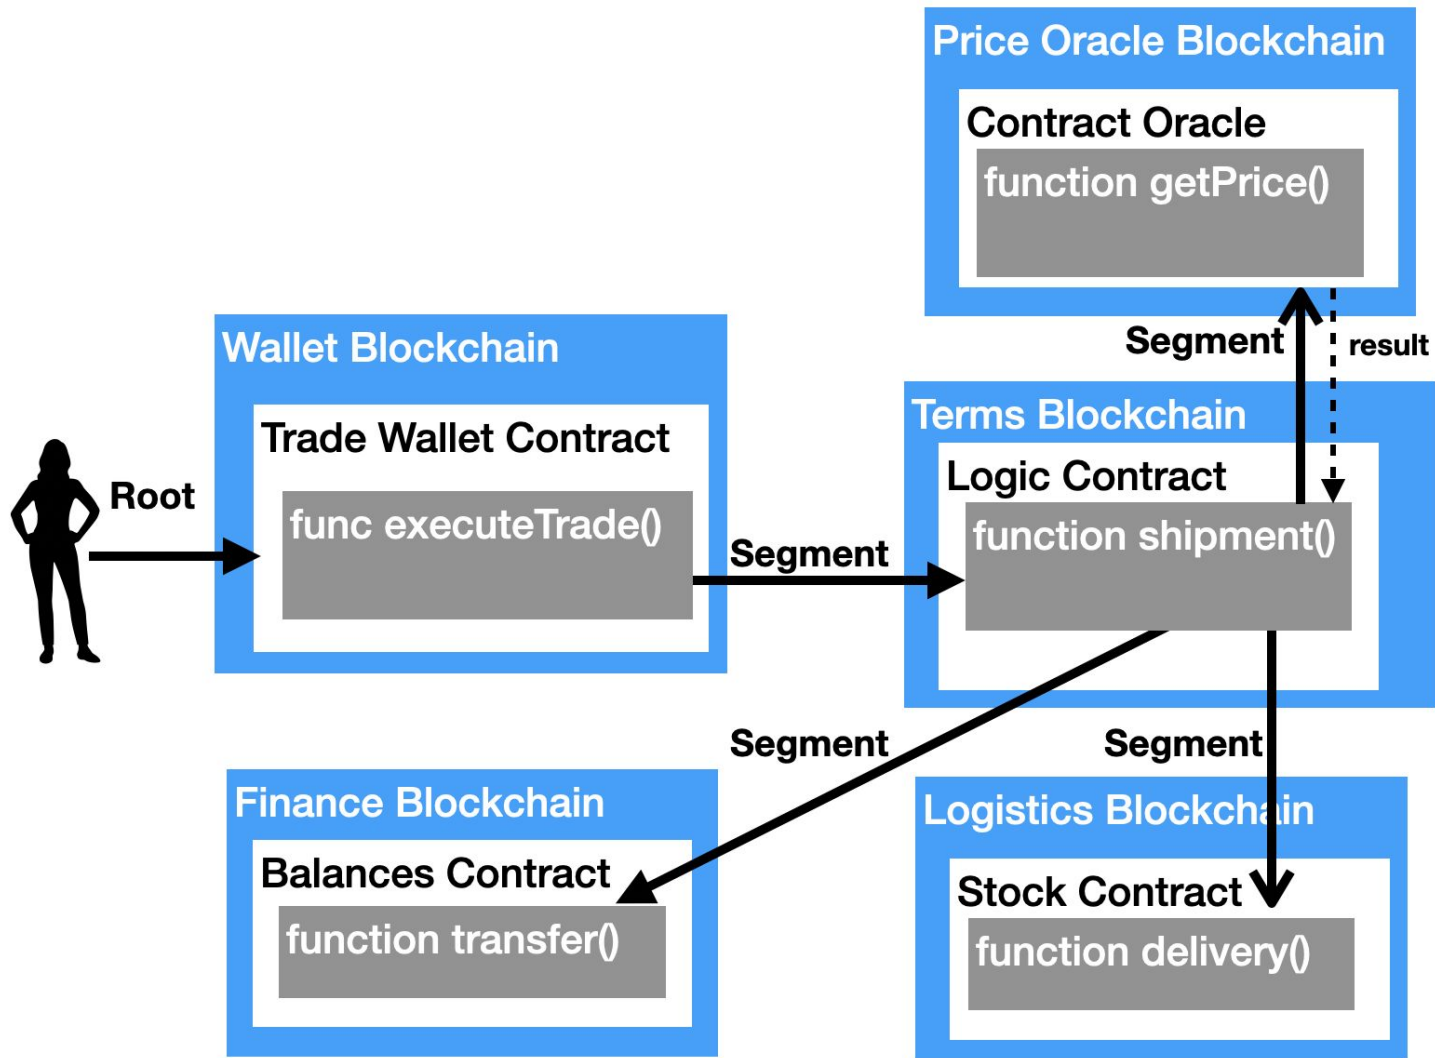 Price Oracle Blockchain
Contract Oracle
function getPrice()
Segment
result
Wallet Blockchain
Trade Wallet Contract
func executeTrade()
Root
Segment
Terms Blockchain
Logic Contract
function shipment()
Segment
Segment
Finance Blockchain
Balances Contract
function transfer()
Logistics Blockchain
Stock Contract
function delivery()